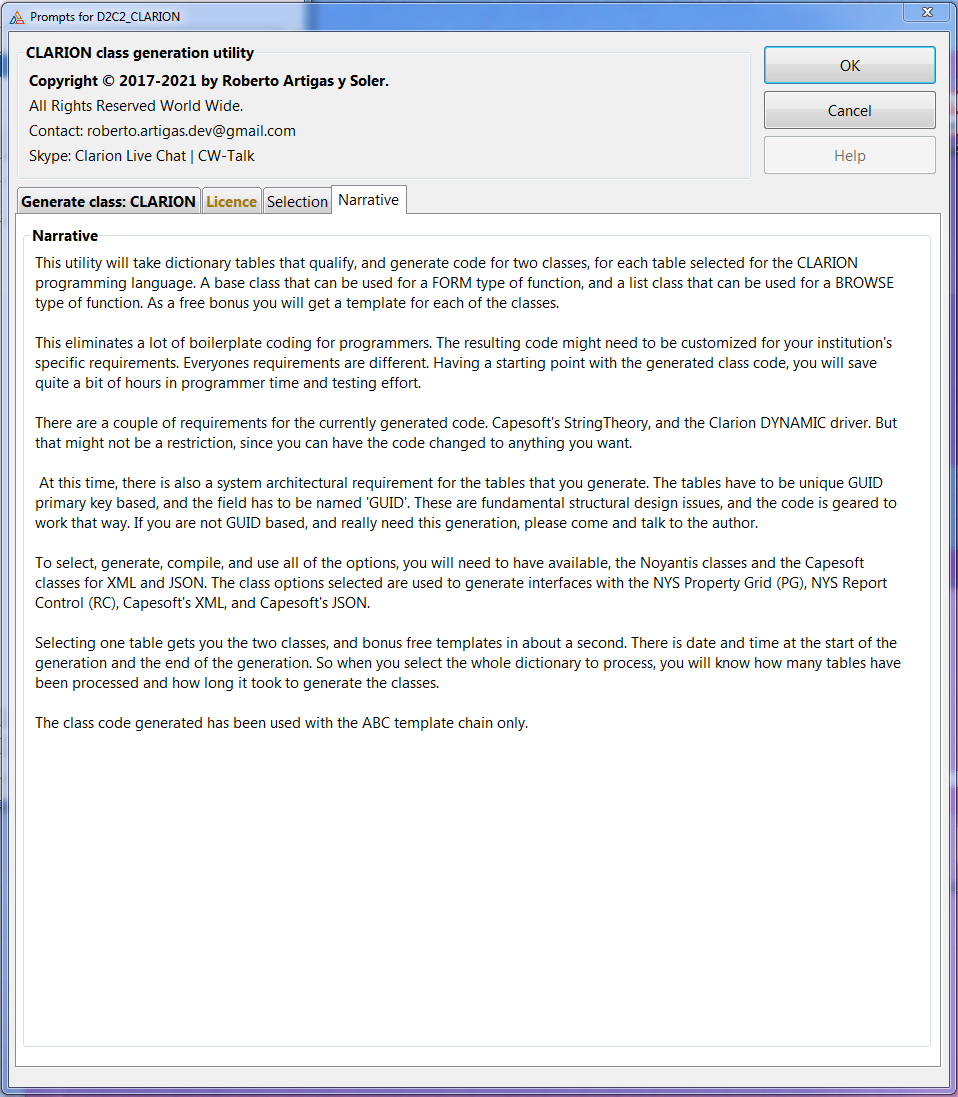 Prompts for D2C2_CLARION
CLARION class generation utility
Copyright © 2017-2021 by Roberto Artigas y Soler.
All Rights Reserved World Wide.
Contact: roberto.artigas.dev@gmail.com
Skype: Clarion Live Chat | CW-Talk
OK
Cancel
Help
Generate class: CLARION
Licence
Selection
Narrative
Narrative
This utility will take dictionary tables that qualify, and generate code for two classes, for each table selected for the CLARION
programming language. A base class that can be used for a FORM type of function, and a list class that can be used for a BROWSE
type of function. As a free bonus you will get a template for each of the classes.
This eliminates a lot of boilerplate coding for programmers. The resulting code might need to be customized for your institution's
specific requirements. Everyones requirements are different. Having a starting point with the generated class code, you will save
quite a bit of hours in programmer time and testing effort.
There are a couple of requirements for the currently generated code. Capesoft's StringTheory, and the Clarion DYNAMIC driver. But
that might not be a restriction, since you can have the code changed to anything you want.
At this time, there is also a system architectural requirement for the tables that you generate. The tables have to be unique GUID
primary key based, and the field has to be named 'GUID'. These are fundamental structural design issues, and the code is geared to
work that way. If you are not GUID based, and really need this generation, please come and talk to the author.
To select, generate, compile, and use all of the options, you will need to have available, the Noyantis classes and the Capesoft
classes for XML and JSON. The class options selected are used to generate interfaces with the NYS Property Grid (PG), NYS Report
Control (RC), Capesoft's XML, and Capesoft's JSON.
Selecting one table gets you the two classes, and bonus free templates in about a second. There is date and time at the start of the
generation and the end of the generation. So when you select the whole dictionary to process, you will know how many tables have
been processed and how long it took to generate the classes.
The class code generated has been used with the ABC template chain only.